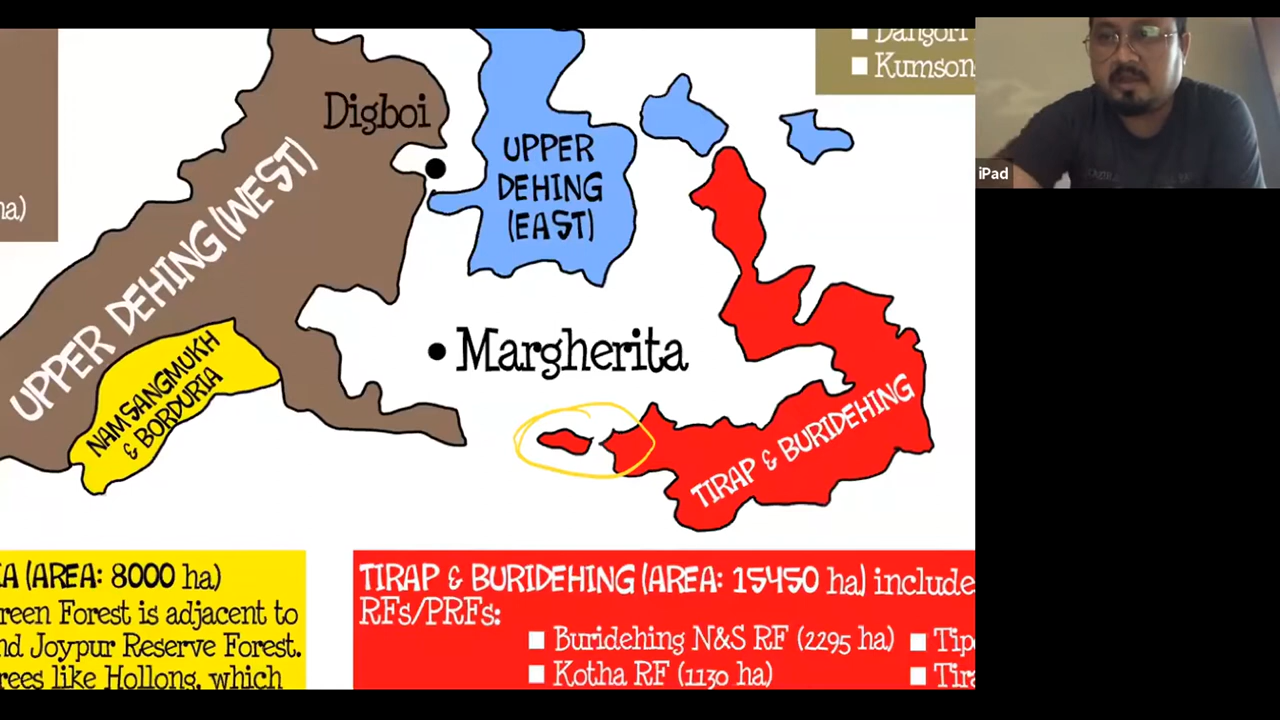 Dangori
Kumson
Digboi
iPad
UPPER
DEHING
(EAST)
ha)
UPPER DEHING (WEST)
Margherita
NAMSANGMUKH
& BORDURIA
TIRAP & BURIDEHING
IA (AREA: 8000 ha)
reen Forest is adjacent to
nd Joypur Reserve Forest.
rees like Hollong, which
TIRAP & BURIDEHING (AREA: 15450 ha) include
RFs/PRFs:
Buridehing N&S RF (2295 ha)
Kotha RF (1130 ha)
Tip
Tira